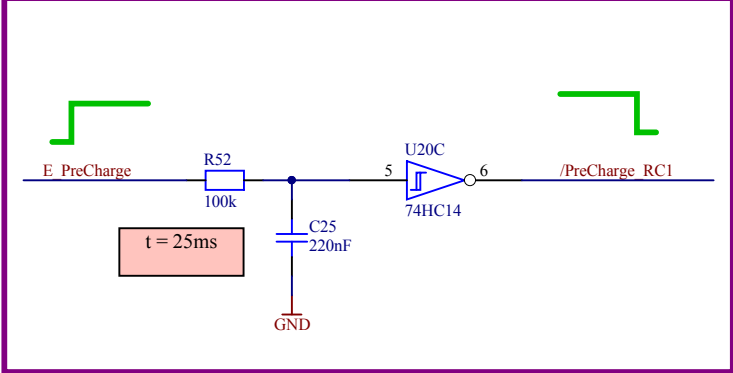 U20C
E_PreCharge
R52
5
6
/PreCharge_RC1
100k
74HC14
t = 25ms
C25
220nF
GND